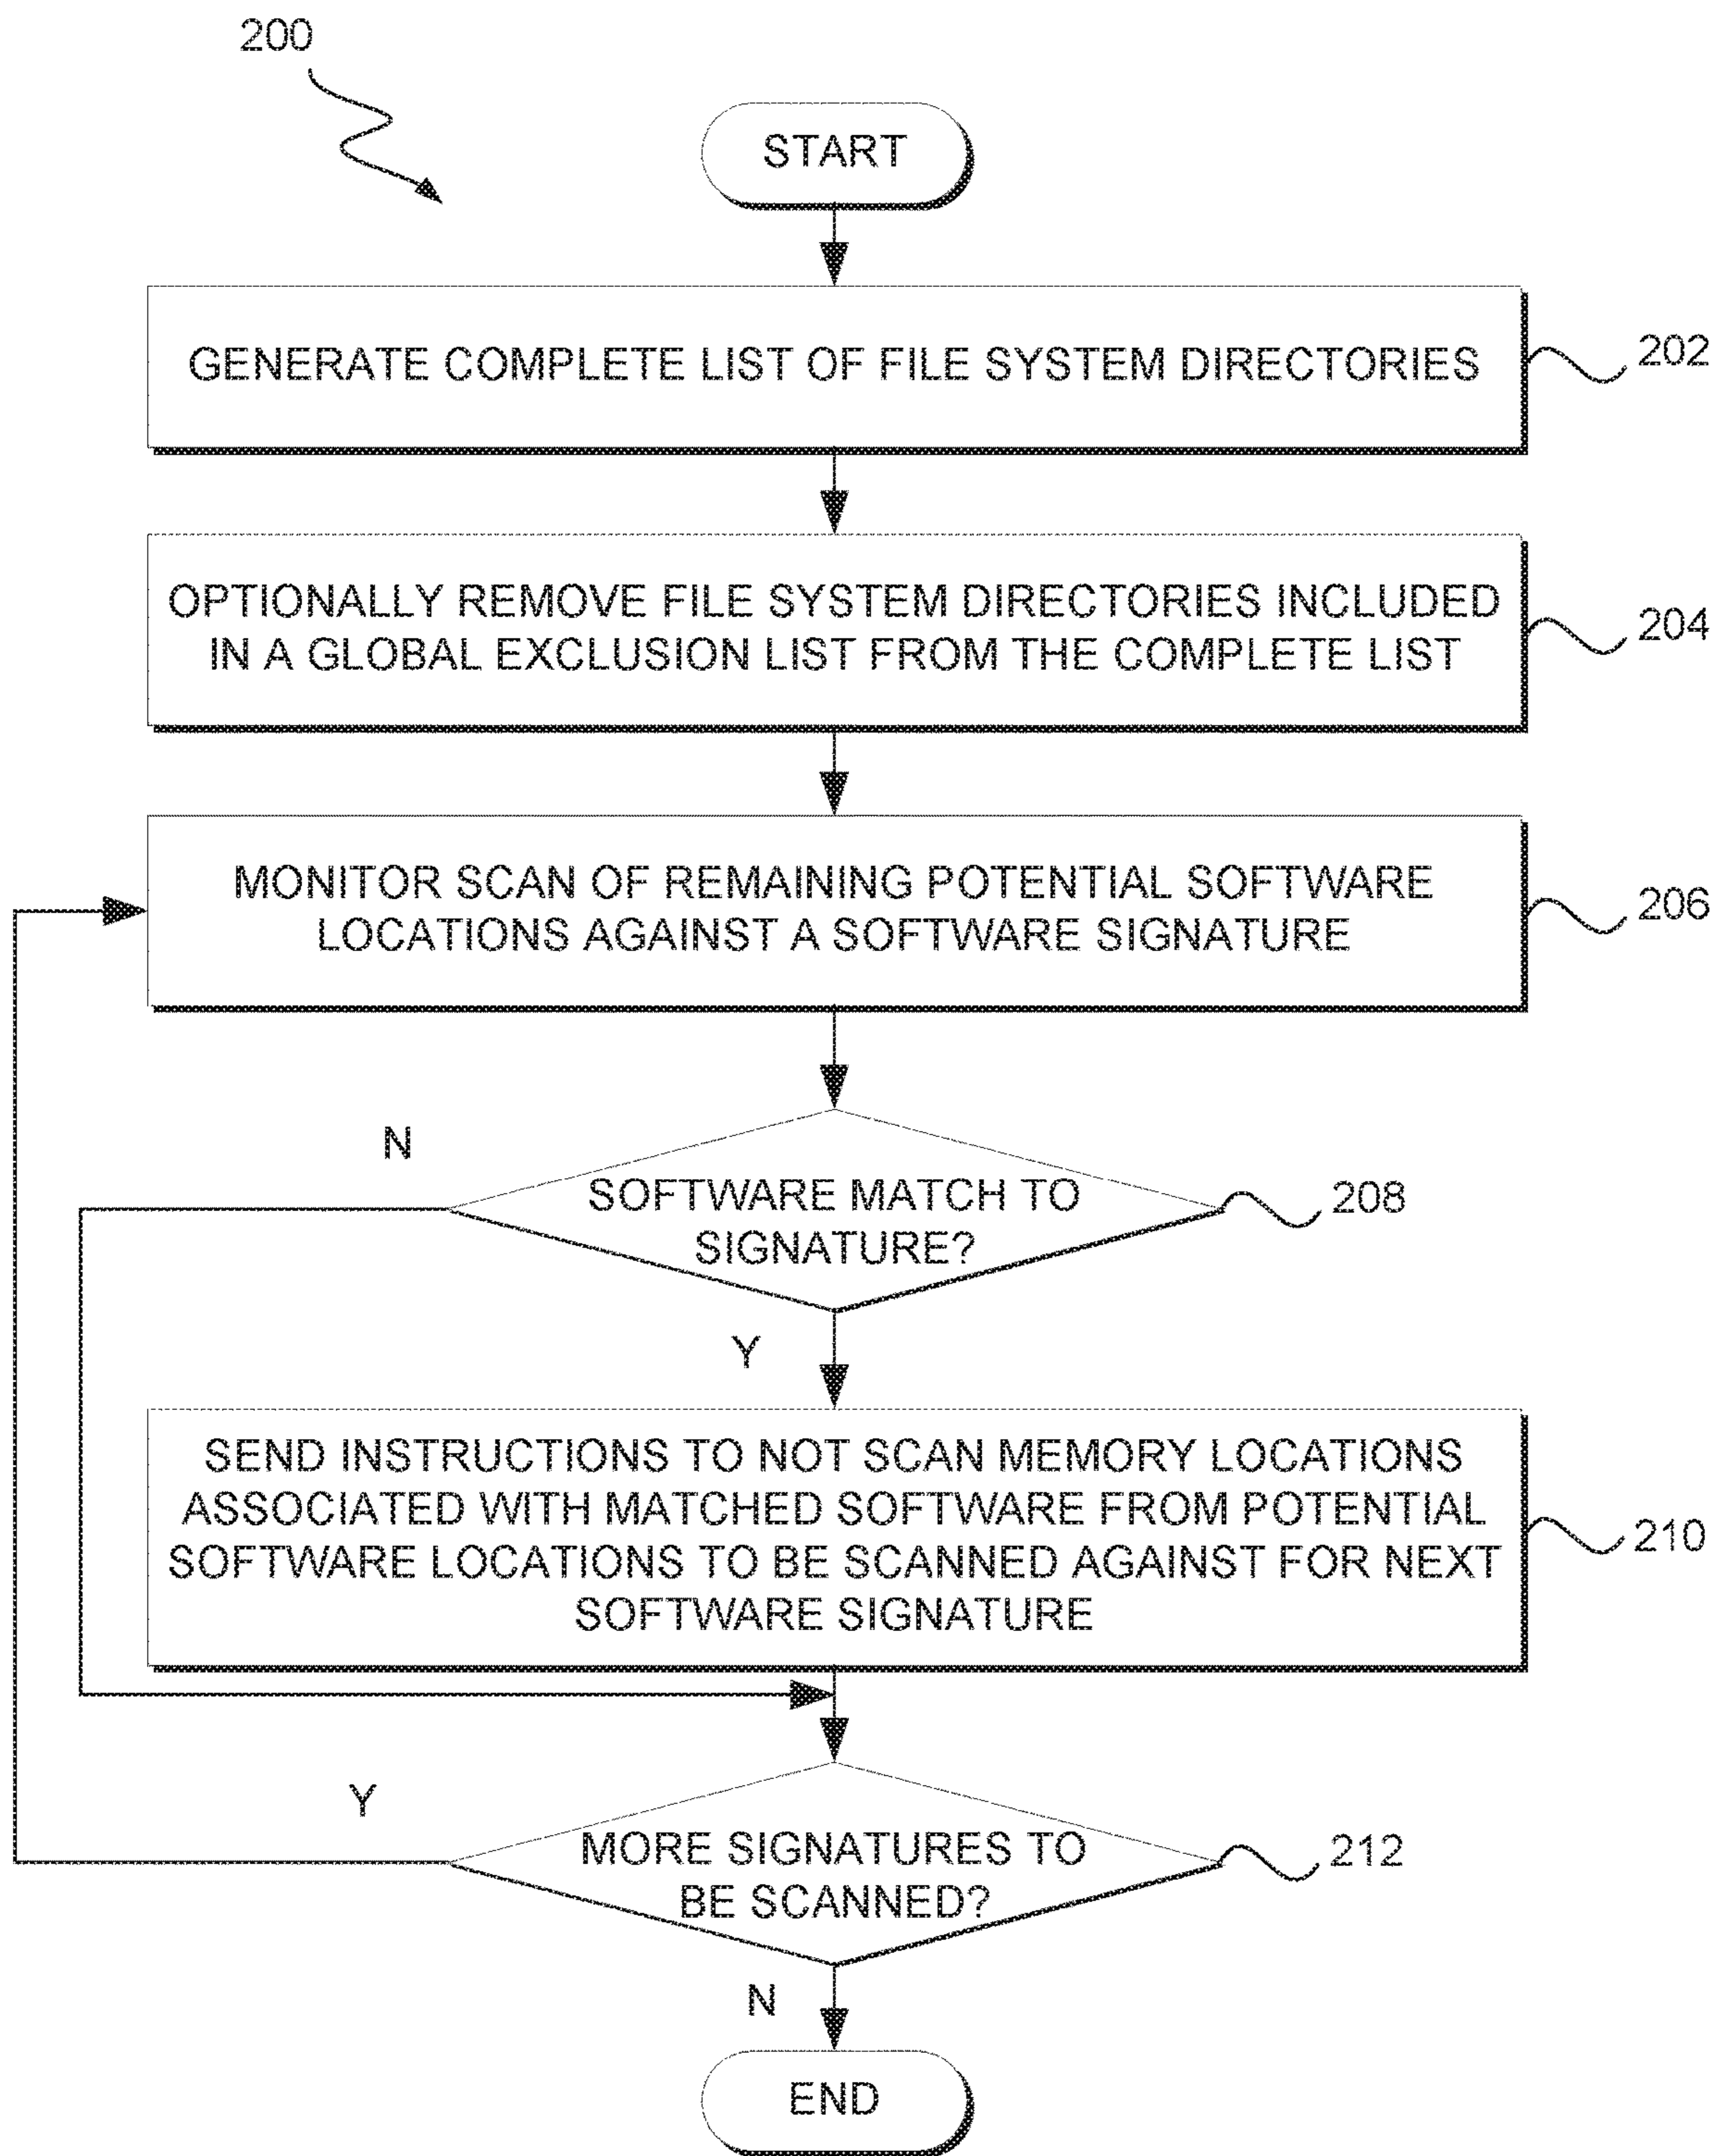 200
START
GENERATE COMPLETE LIST OF FILE SYSTEM DIRECTORIES
202
OPTIONALLY REMOVE FILE SYSTEM DIRECTORIES INCLUDED
IN A GLOBAL EXCLUSION LIST FROM THE COMPLETE LIST
204
MONITOR SCAN OF REMAINING POTENTIAL SOFTWARE
LOCATIONS AGAINST A SOFTWARE SIGNATURE
206
N
SOFTWARE MATCH TO
SIGNATURE?
208
Y
SEND INSTRUCTIONS TO NOT SCAN MEMORY LOCATIONS
ASSOCIATED WITH MATCHED SOFTWARE FROM POTENTIAL
SOFTWARE LOCATIONS TO BE SCANNED AGAINST FOR NEXT
SOFTWARE SIGNATURE
210
Y
MORE SIGNATURES TO
BE SCANNED?
212
N
END